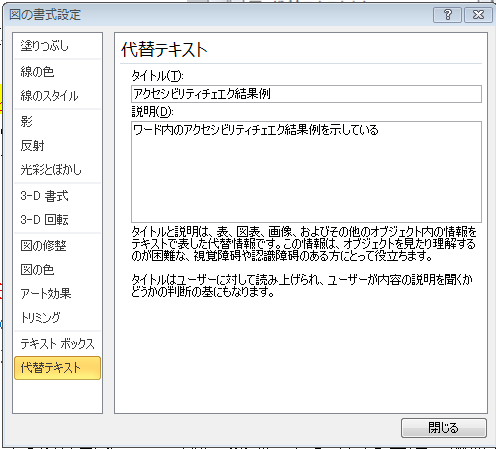 図の書式設定
塗りつぶし
線の色
線のスタイル
影
反射
光彩とぼかし
3-D 書式
3-D 回転
図の修整
図の色
アート効果
トリミング
テキスト ボックス
代替テキスト
代替テキスト
タイトル(T):
アクセシビリティチェエク結果例
説明(D):
ワード内のアクセシビリティチェエク結果例を示している
タイトルと説明は、表、図表、画像、およびその他のオブジェクト内の情報を
テキストで表した代替情報です。この情報は、オブジェクトを見たり理解する
のが困難な、視覚障碍や認識障碍のある方にとって役立ちます。
タイトルはユーザーに対して読み上げられ、ユーザーが内容の説明を聞くか
どうかの判断の基にもなります。
閉じる